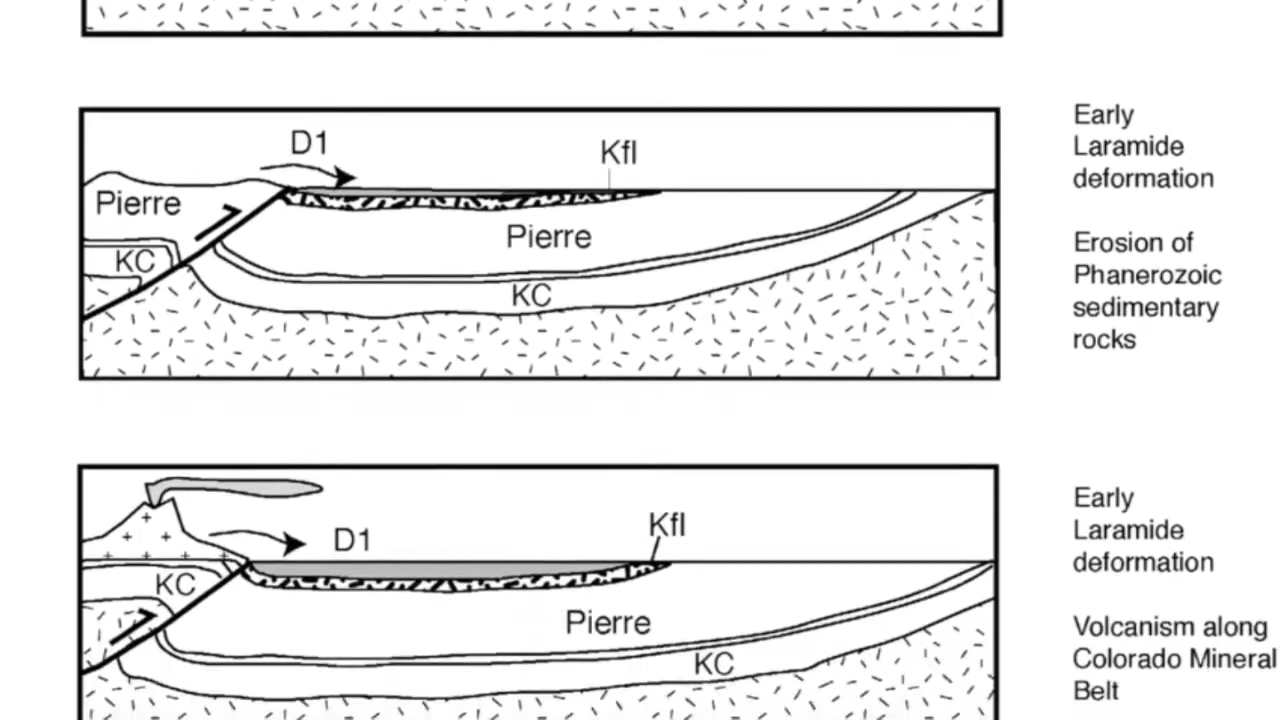 D1
Kfl
Pierre
Pierre
KC
KC
Early
Laramide
deformation
Erosion of
Phanerozoic
sedimentary
rocks
D1
Kfl
KC
Pierre
KC
Early
Laramide
deformation
Volcanism along
Colorado Mineral
Belt